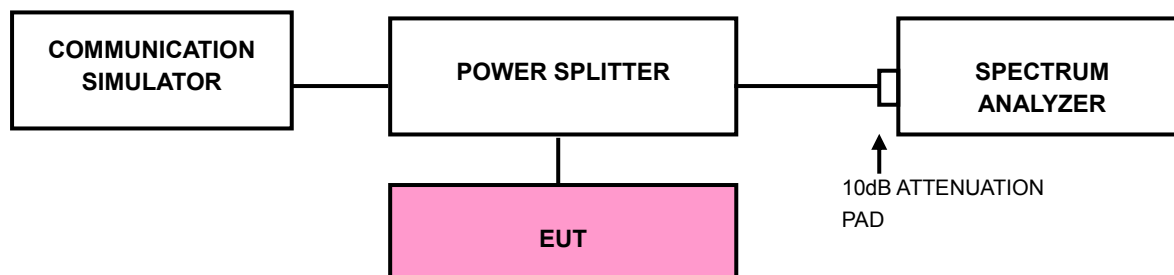 COMMUNICATION
SIMULATOR
POWER SPLITTER
SPECTRUM
ANALYZER
10dB ATTENUATION
PAD
EUT